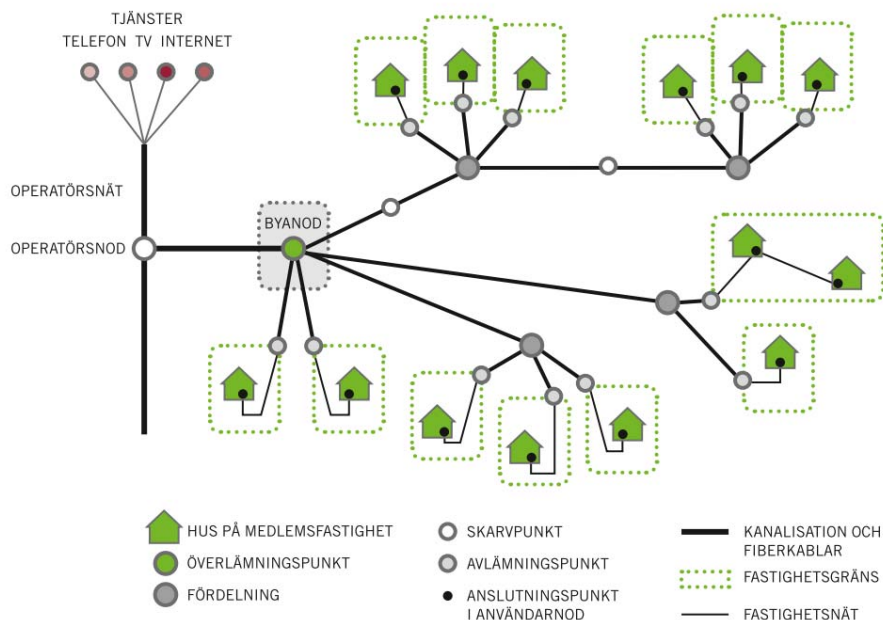 TJÄNSTER
TELEFON TV INTERNET
OPERATÖRSNÄT
OPERATÖRSNOD
BYANOD
HUS PÅ MEDLEMSFASTIGHET
ÖVERLÄMNINGSPUNKT
FÖRDELNING
SKARVPUNKT
AVLÄMNINGSPUNKT
ANSLUTNINGSPUNKT
I ANVÄNDARNOD
KANALISATION OCH
FIBERKABLAR
FASTIGHETSGRÄNS
FASTIGHETSNÄT